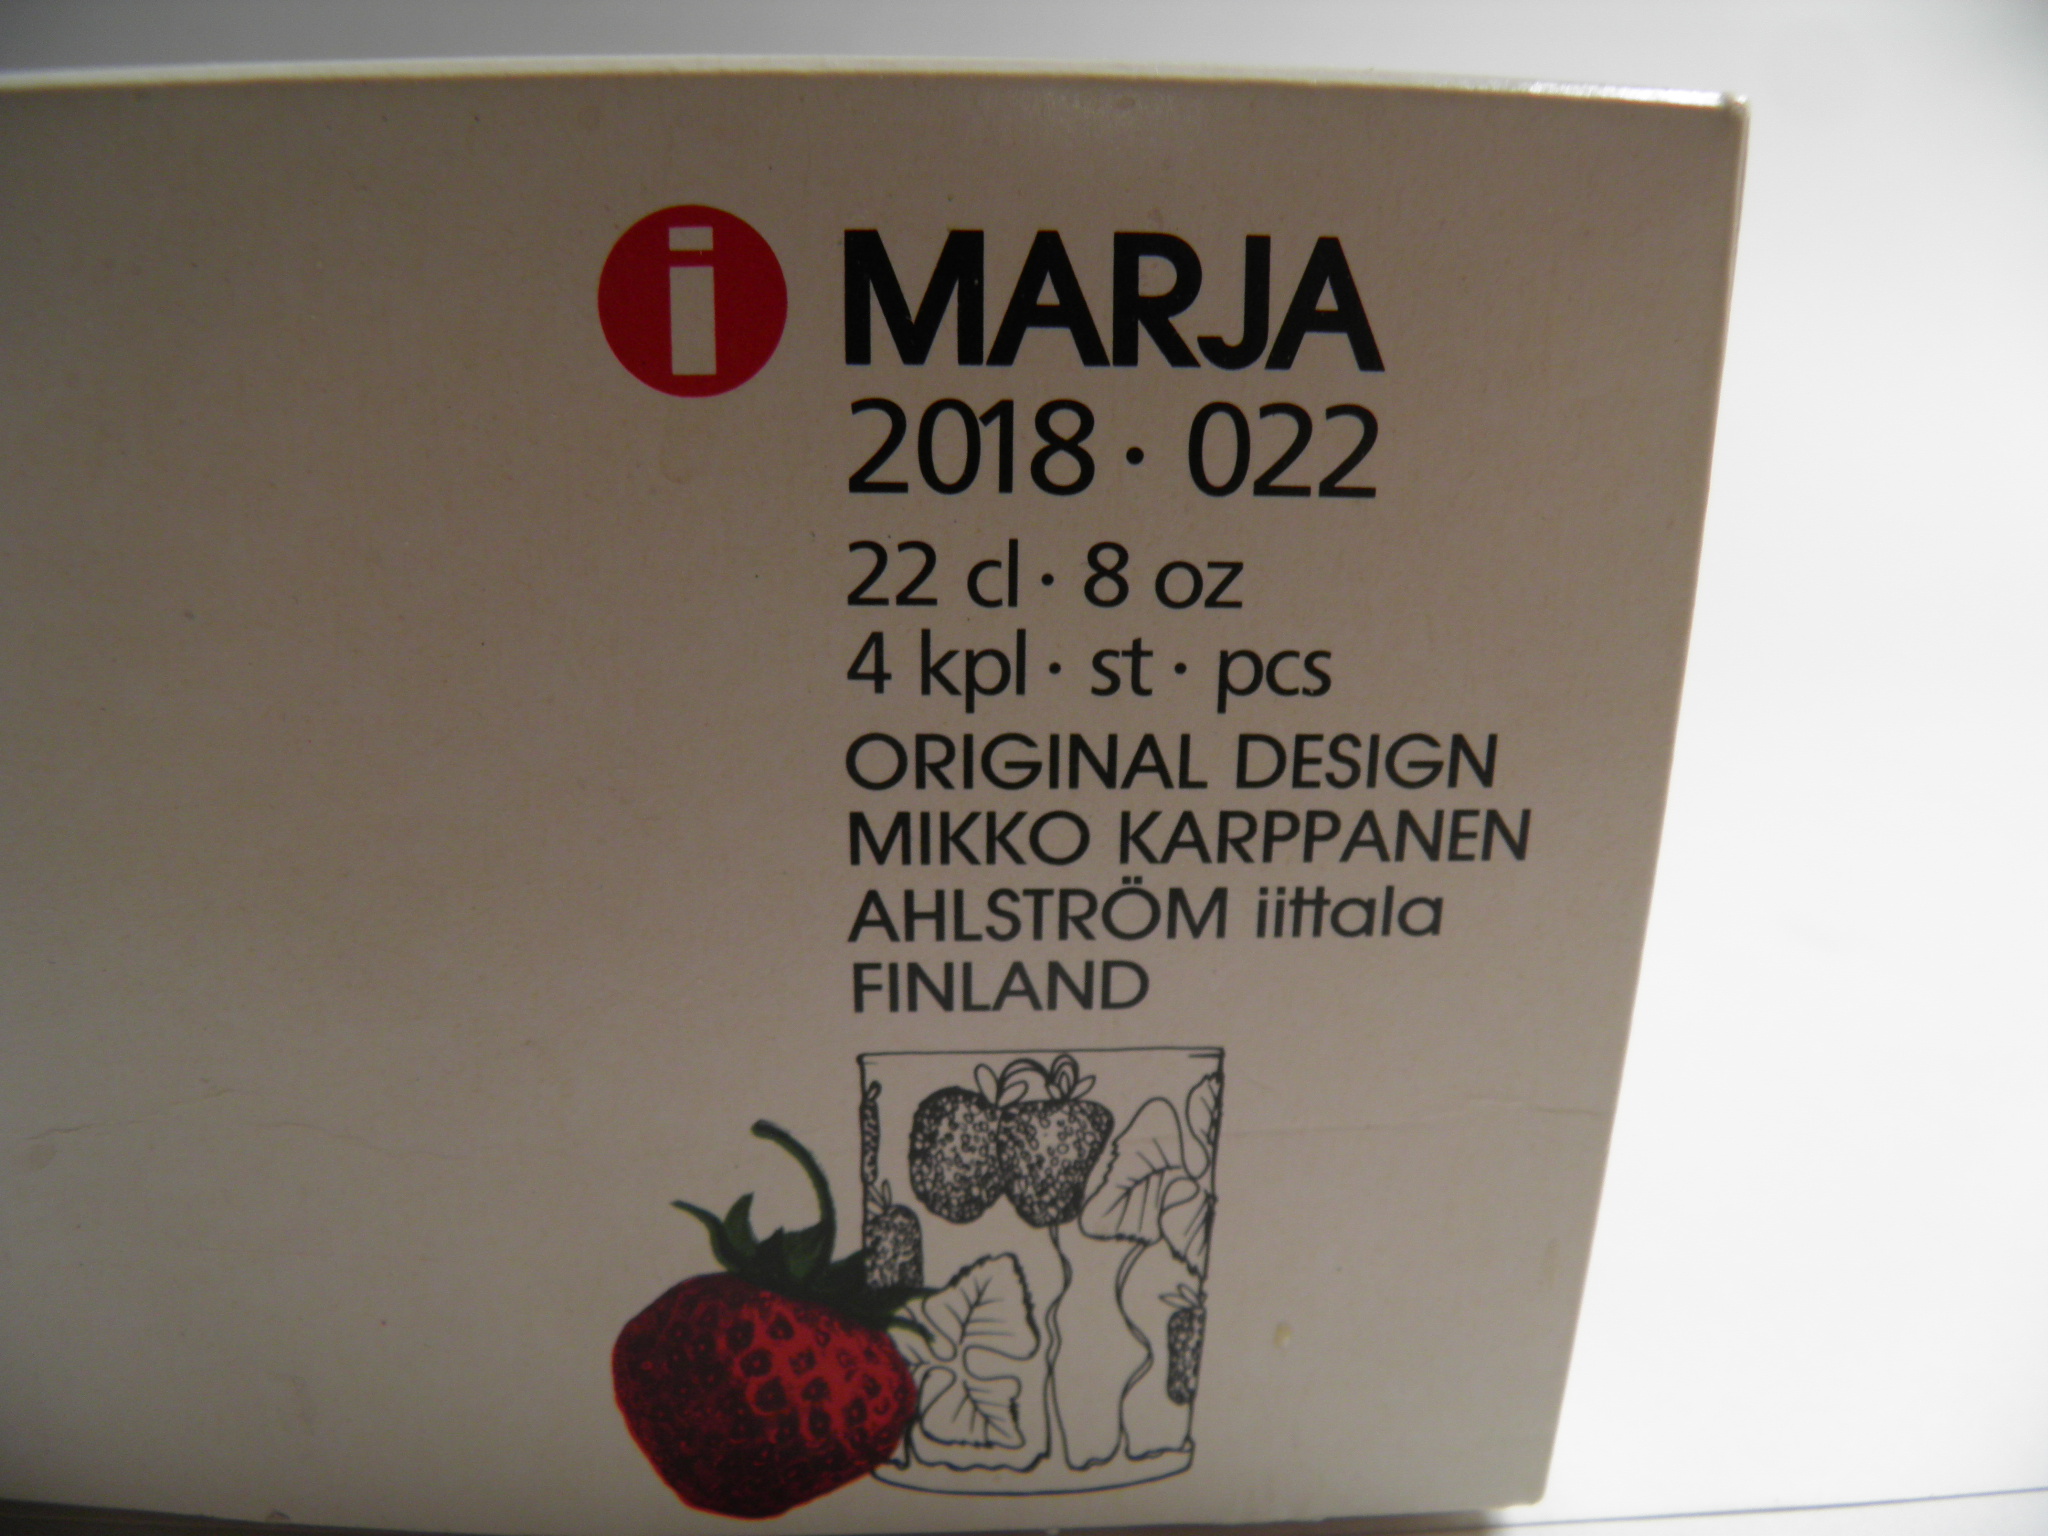 i MARJA
2018 · 022
22 cl · 8 oz
4 kpl · st · pcs
ORIGINAL DESIGN
MIKKO KARPPANEN
AHLSTRÖM iittala
FINLAND